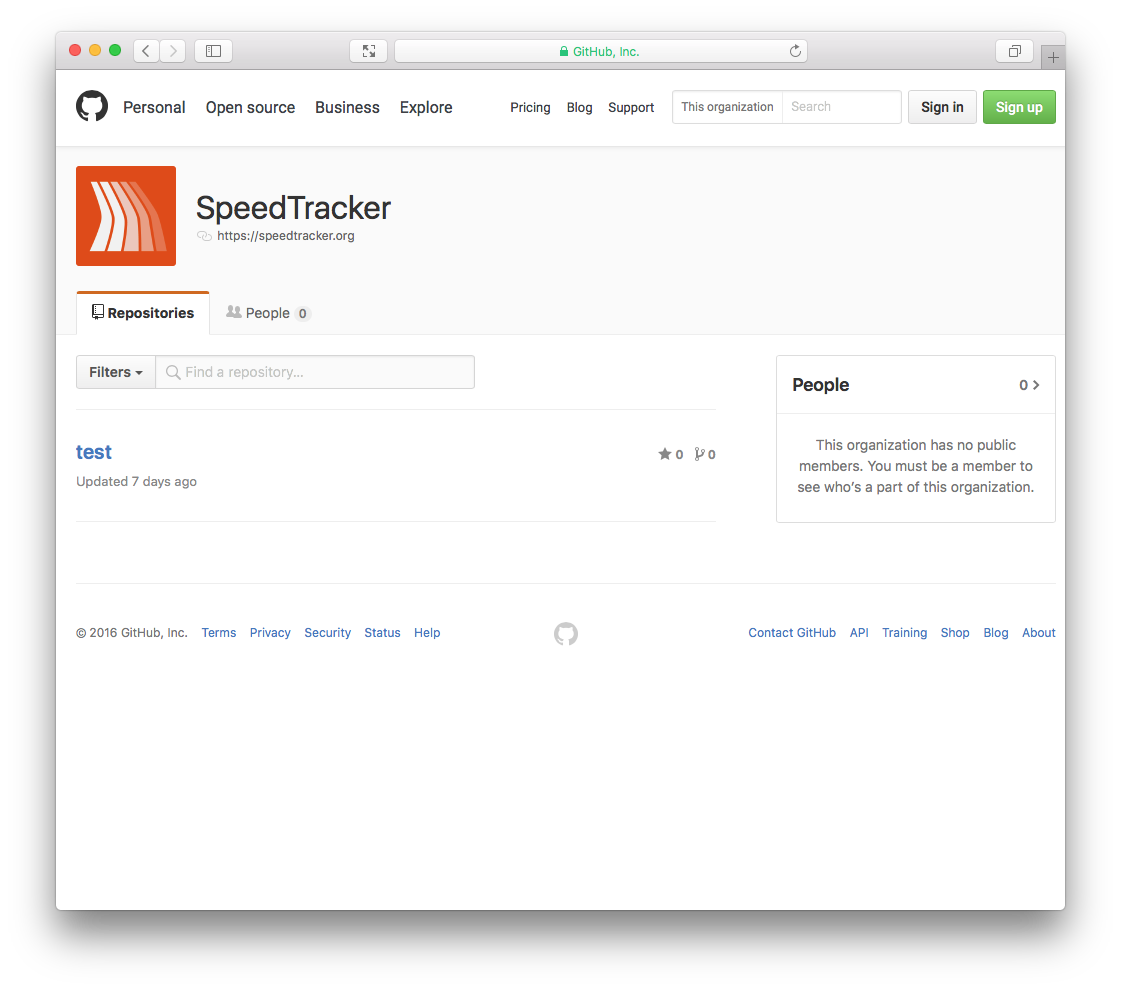 GitHub, Inc.
Personal Open source Business Explore Pricing Blog Support This organization Search Sign in Sign up
SpeedTracker
https://speedtracker.org
Repositories People 0
Filters Find a repository...
People 0
This organization has no public
members. You must be a member to
see who's a part of this organization.
test 0 0
Updated 7 days ago
© 2016 GitHub, Inc. Terms Privacy Security Status Help Contact GitHub API Training Shop Blog About